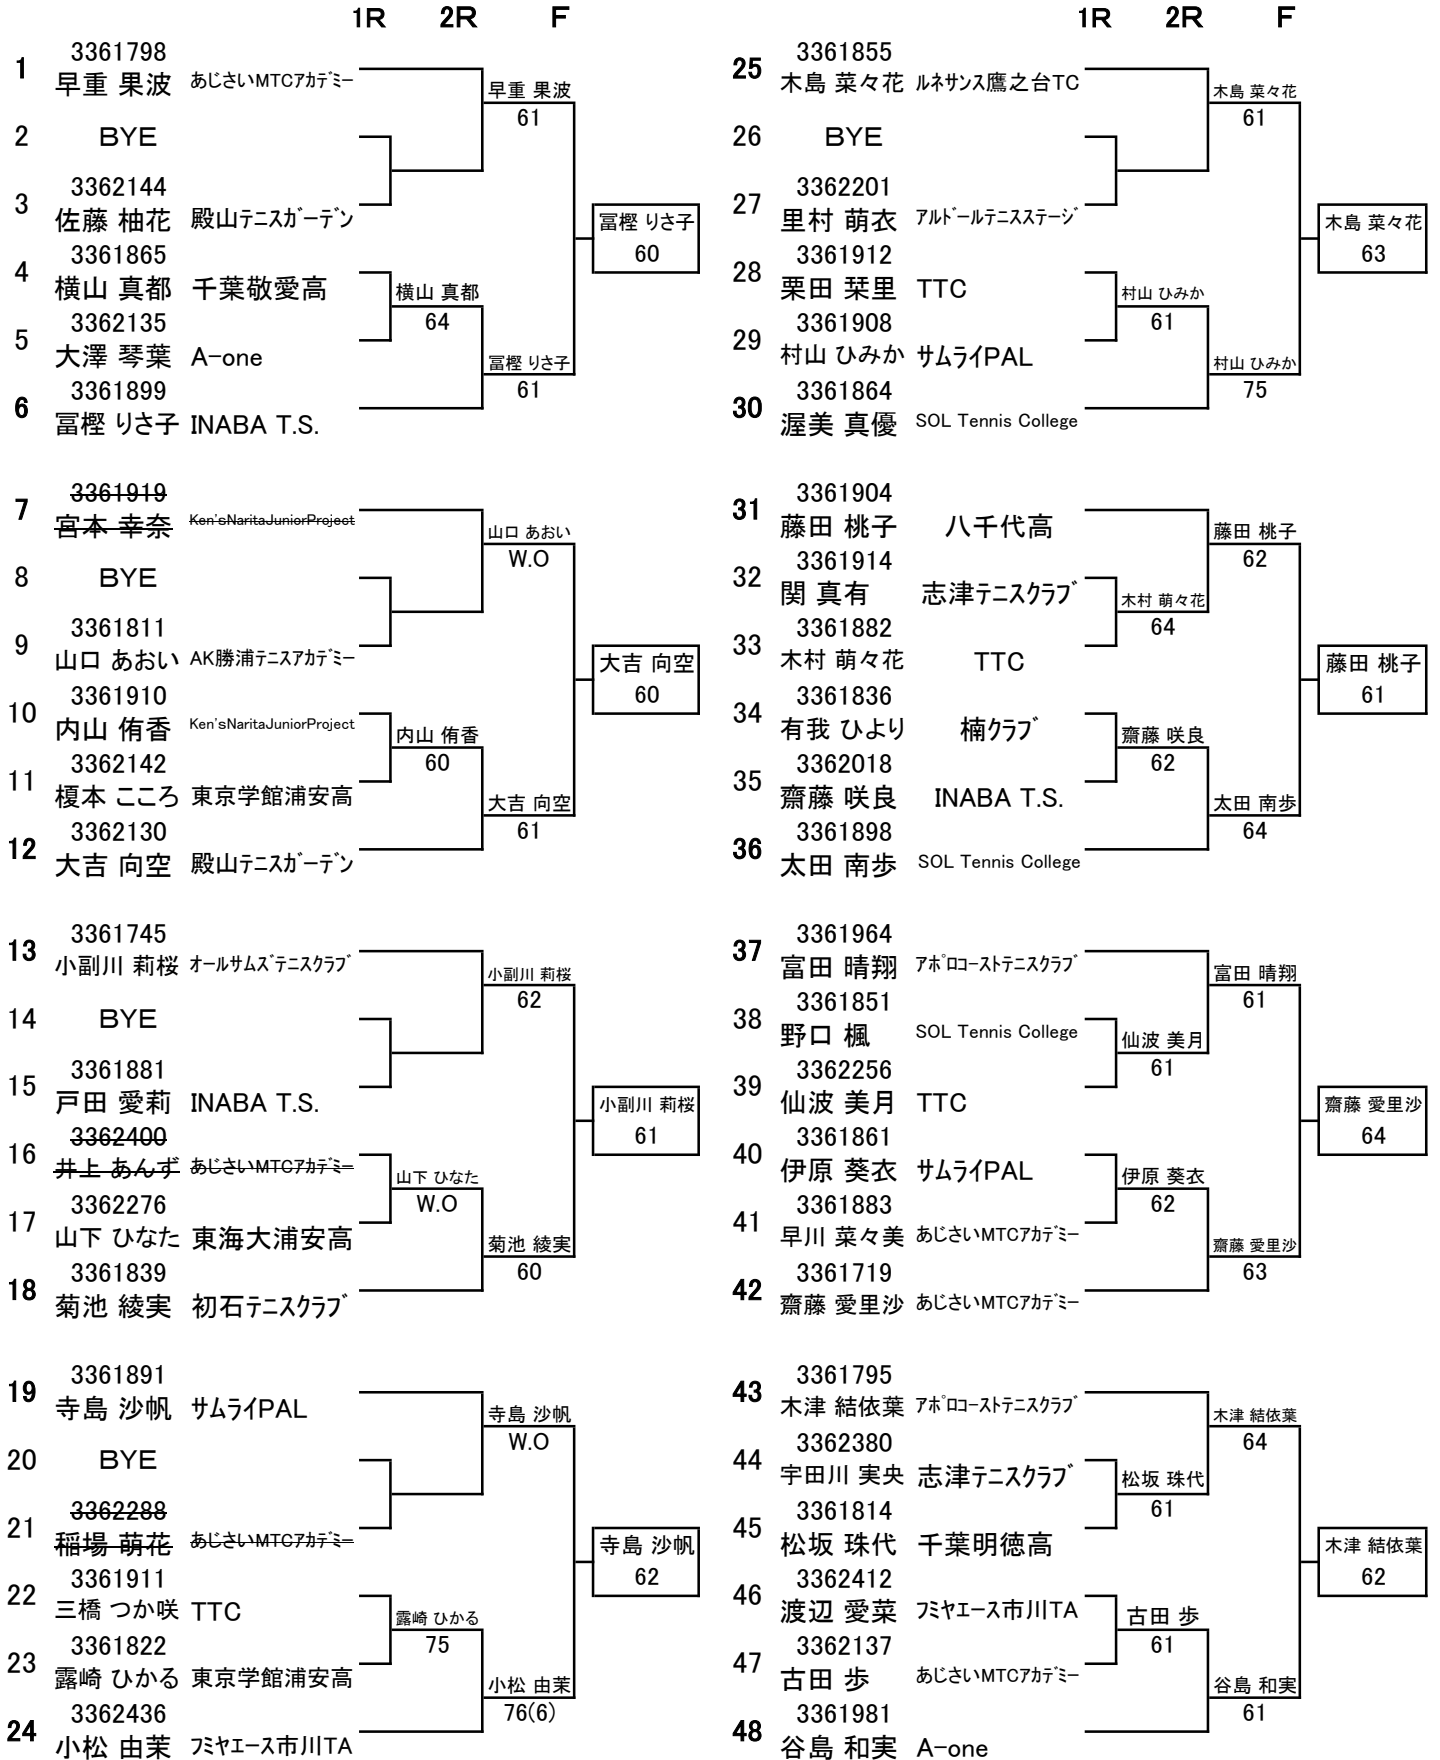 1R 2R F
1 3361798 早重 果波 あじさいMTCアカデミー
2 BYE
3 3362144 佐藤 柚花 殿山テニスガーデン
早重 果波 61
4 3361865 横山 真都 千葉敬愛高
5 3362135 大澤 琴葉 A-one
横山 真都 64
6 3361899 冨樫 りさ子 INABA T.S.
冨樫 りさ子 61
冨樫 りさ子 60
7 3361919 宮本 幸奈 Ken'sNaritaJuniorProject
8 BYE
9 3361811 山口 あおい AK勝浦テニスアカデミー
山口 あおい W.O
10 3361910 内山 侑香 Ken'sNaritaJuniorProject
11 3362142 榎本 こころ 東京学館浦安高
内山 侑香 60
12 3362130 大吉 向空 殿山テニスガーデン
大吉 向空 61
大吉 向空 60
13 3361745 小副川 莉桜 オールサムズテニスクラブ
14 BYE
15 3361881 戸田 愛莉 INABA T.S.
小副川 莉桜 62
16 3362400 井上 あんず あじさいMTCアカデミー
17 3362276 山下 ひなた 東海大浦安高
山下 ひなた W.O
18 3361839 菊池 綾実 初石テニスクラブ
菊池 綾実 60
小副川 莉桜 61
19 3361891 寺島 沙帆 サムライPAL
20 BYE
21 3362288 稲場 萌花 あじさいMTCアカデミー
寺島 沙帆 W.O
22 3361911 三橋 つか咲 TTC
23 3361822 露崎 ひかる 東京学館浦安高
露崎 ひかる 75
24 3362436 小松 由茉 フミヤエース市川TA
小松 由茉 76(6)
寺島 沙帆 62
1R 2R F
25 3361855 木島 菜々花 ルネサンス鷹之台TC
26 BYE
27 3362201 里村 萌衣 アルドールテニスステージ
木島 菜々花 61
28 3361912 栗田 栞里 TTC
29 3361908 村山 ひみか サムライPAL
村山 ひみか 61
30 3361864 渥美 真優 SOL Tennis College
村山 ひみか 75
木島 菜々花 63
31 3361904 藤田 桃子 八千代高
32 3361914 関 真有 志津テニスクラブ
33 3361882 木村 萌々花 TTC
木村 萌々花 64
藤田 桃子 62
34 3361836 有我 ひより 楠クラブ
35 3362018 齋藤 咲良 INABA T.S.
齋藤 咲良 62
36 3361898 太田 南歩 SOL Tennis College
太田 南歩 64
藤田 桃子 61
37 3361964 富田 晴翔 アポロコーストテニスクラブ
38 3361851 野口 楓 SOL Tennis College
39 3362256 仙波 美月 TTC
仙波 美月 61
富田 晴翔 61
40 3361861 伊原 葵衣 サムライPAL
41 3361883 早川 菜々美 あじさいMTCアカデミー
伊原 葵衣 62
42 3361719 齋藤 愛里沙 あじさいMTCアカデミー
齋藤 愛里沙 63
齋藤 愛里沙 64
43 3361795 木津 結依葉 アポロコーストテニスクラブ
44 3362380 宇田川 実央 志津テニスクラブ
45 3361814 松坂 珠代 千葉明徳高
松坂 珠代 61
木津 結依葉 64
46 3362412 渡辺 愛菜 フミヤエース市川TA
47 3362137 古田 歩 あじさいMTCアカデミー
古田 歩 61
48 3361981 谷島 和実 A-one
谷島 和実 61
木津 結依葉 62